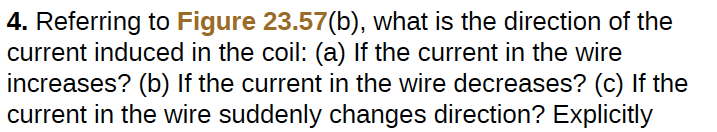 4. Referring to Figure 23.57(b), what is the direction of the
current induced in the coil: (a) If the current in the wire
increases? (b) If the current in the wire decreases? (c) If the
current in the wire suddenly changes direction? Explicitly